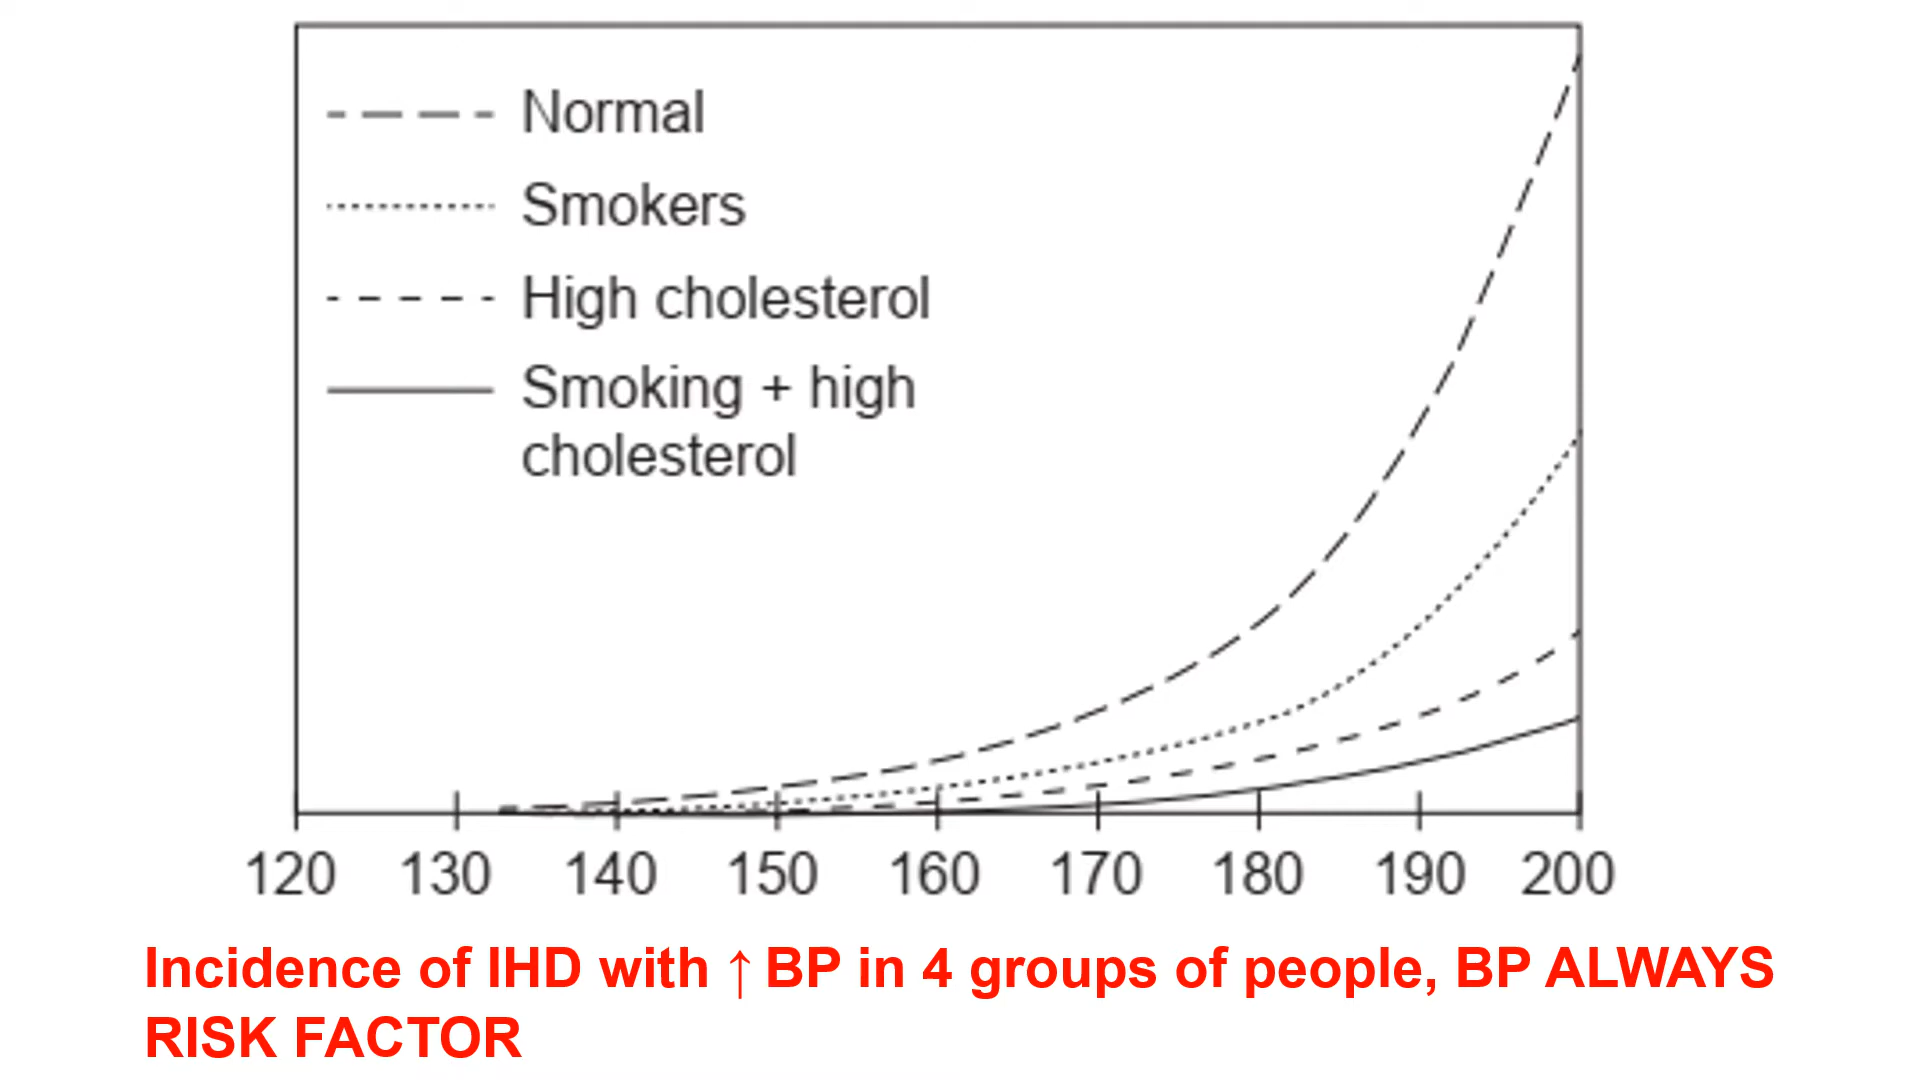 Normal
Smokers
High cholesterol
Smoking + high
cholesterol
120 130 140 150 160 170 180 190 200
Incidence of IHD with ↑ BP in 4 groups of people, BP ALWAYS
RISK FACTOR